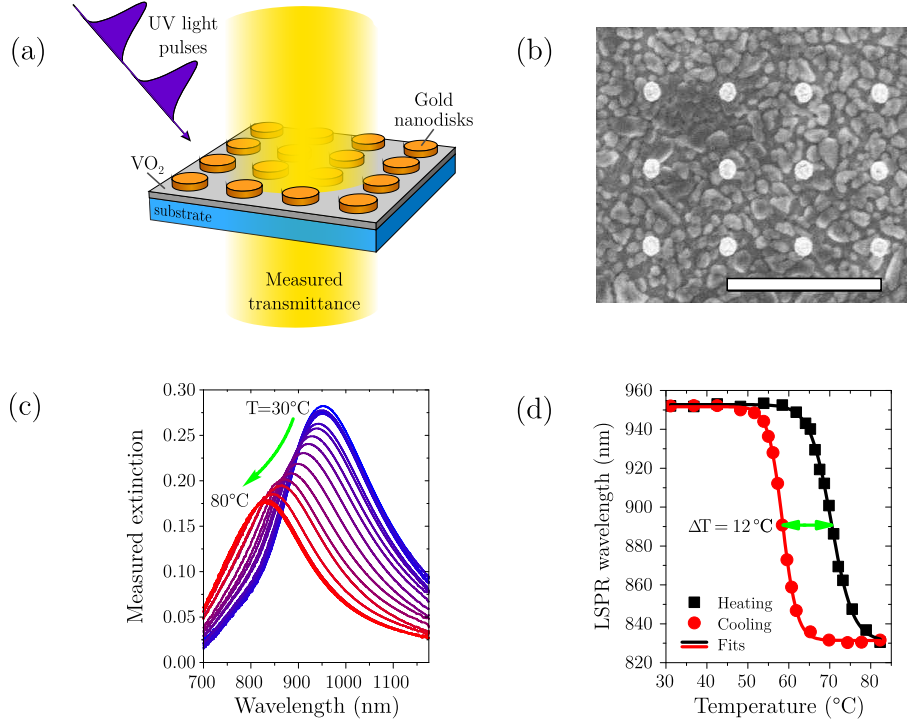 (a)
UV light
pulses
Gold
nanodisks
VO2
substrate
Measured
transmittance
(b)
(c)
Measured extinction
0.30
0.25
0.20
0.15
0.10
0.05
0.00
T=30°C
80°C
700 800 900 1000 1100
Wavelength (nm)
(d)
LSPR wavelength (nm)
960
940
920
900
880
860
840
820
ΔT = 12 °C
Heating
Cooling
Fits
30 40 50 60 70 80
Temperature (°C)